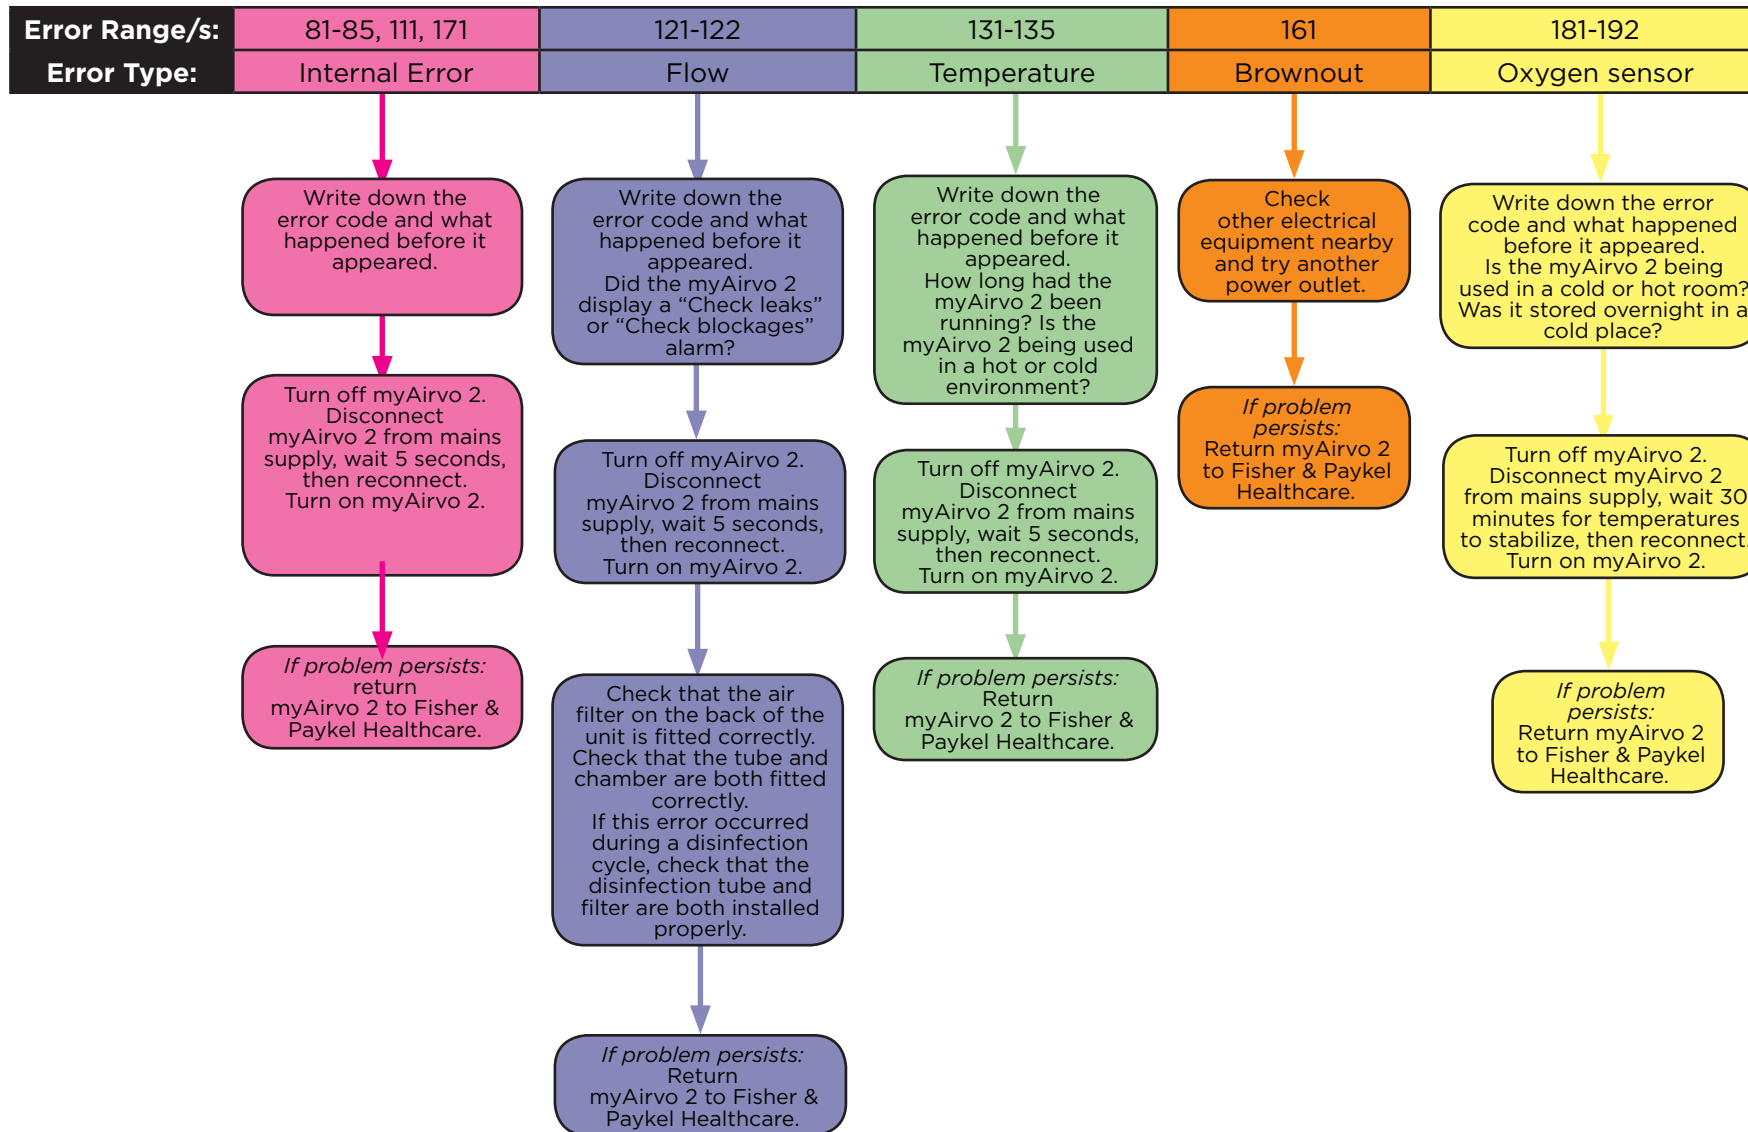 Error Range/s:
81-85, 111, 171
121-122
131-135
161
181-192
Error Type:
Internal Error
Flow
Temperature
Brownout
Oxygen sensor
Write down the
error code and what
happened before it
appeared.
Turn off myAirvo 2.
Disconnect
myAirvo 2 from mains
supply, wait 5 seconds,
then reconnect.
Turn on myAirvo 2.
If problem persists:
return
myAirvo 2 to Fisher &
Paykel Healthcare.
Write down the
error code and what
happened before it
appeared.
Did the myAirvo 2
display a “Check leaks”
or “Check blockages”
alarm?
Turn off myAirvo 2.
Disconnect
myAirvo 2 from mains
supply, wait 5 seconds,
then reconnect.
Turn on myAirvo 2.
Check that the air
filter on the back of the
unit is fitted correctly.
Check that the tube and
chamber are both fitted
correctly.
If this error occurred
during a disinfection
cycle, check that the
disinfection tube and
filter are both installed
properly.
If problem persists:
Return
myAirvo 2 to Fisher &
Paykel Healthcare.
Write down the
error code and what
happened before it
appeared.
How long had the
myAirvo 2 been
running? Is the
myAirvo 2 being used
in a hot or cold
environment?
Turn off myAirvo 2.
Disconnect
myAirvo 2 from mains
supply, wait 5 seconds,
then reconnect.
Turn on myAirvo 2.
If problem persists:
Return
myAirvo 2 to Fisher &
Paykel Healthcare.
Check
other electrical
equipment nearby
and try another
power outlet.
If problem
persists:
Return myAirvo 2
to Fisher & Paykel
Healthcare.
Write down the error
code and what happened
before it appeared.
Is the myAirvo 2 being
used in a cold or hot room?
Was it stored overnight in a
cold place?
Turn off myAirvo 2.
Disconnect myAirvo 2
from mains supply, wait 30
minutes for temperatures
to stabilize, then reconnect.
Turn on myAirvo 2.
If problem
persists:
Return myAirvo 2
to Fisher & Paykel
Healthcare.